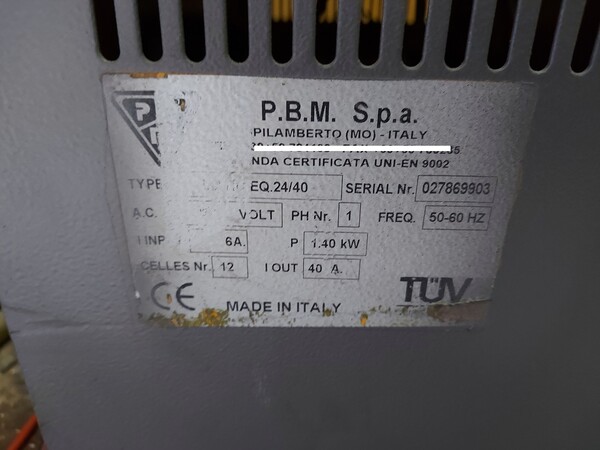 P.B.M. S.p.a.
PILAMBERTO (MO) - ITALY
NDA CERTIFICATA UNI-EN 9002
TYPE EQ.24/40 SERIAL Nr. 027869903
A.C. VOLT PH Nr. 1 FREQ. 50-60 HZ
I INP 6A. P 1.40 kW
CELLES Nr. 12 I OUT 40 A.
CE MADE IN ITALY TÜV